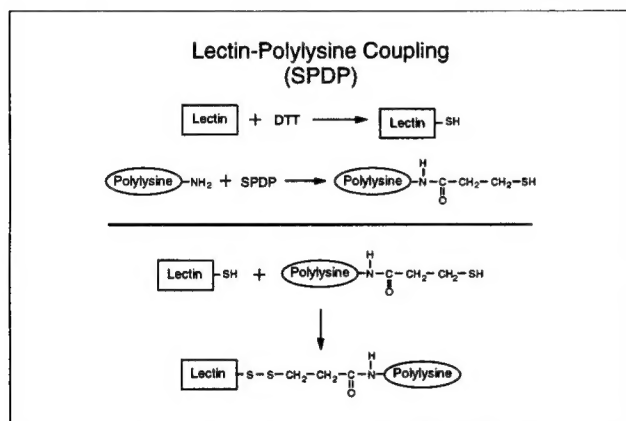 Lectin-Polylysine Coupling
(SPDP)
Lectin + DTT Lectin -SH
H
Polylysine -NH₂ + SPDP Polylysine -N-C-CH₂-CH₂-SH
O
H
Lectin -SH + Polylysine -N-C-CH₂-CH₂-SH
O
H
Lectin -S-S-CH₂-CH₂-C-N- Polylysine
O